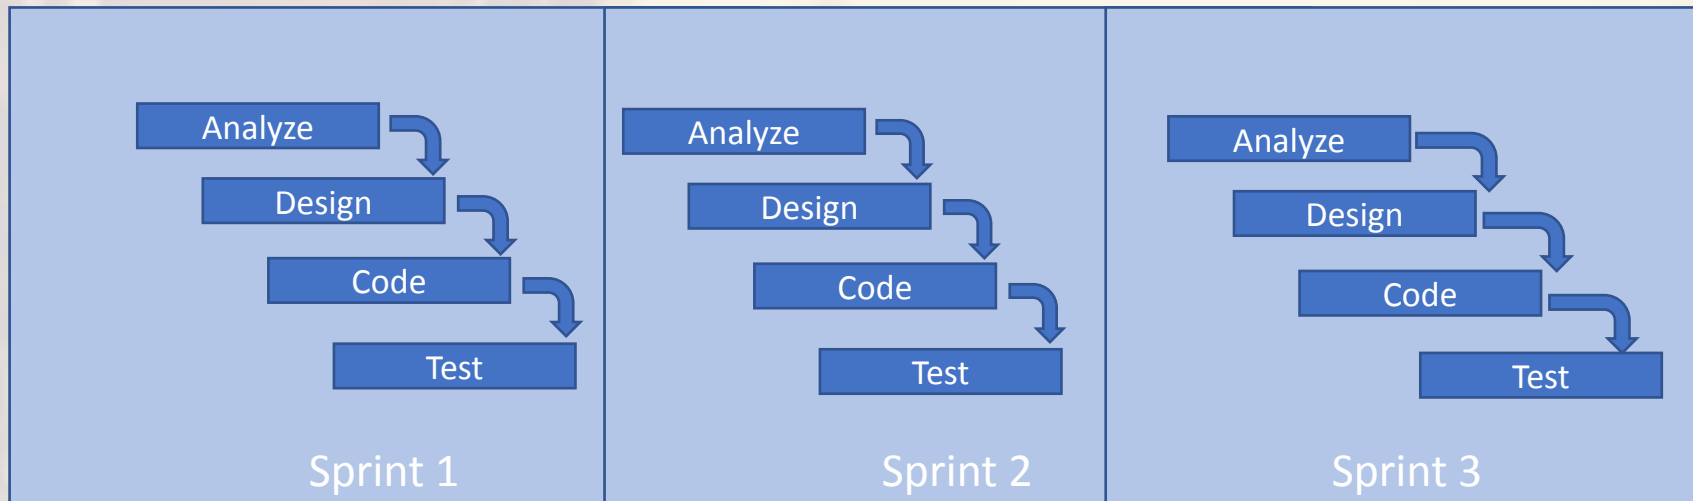 Analyze
Design
Code
Test
Sprint 1
Analyze
Design
Code
Test
Sprint 2
Analyze
Design
Code
Test
Sprint 3